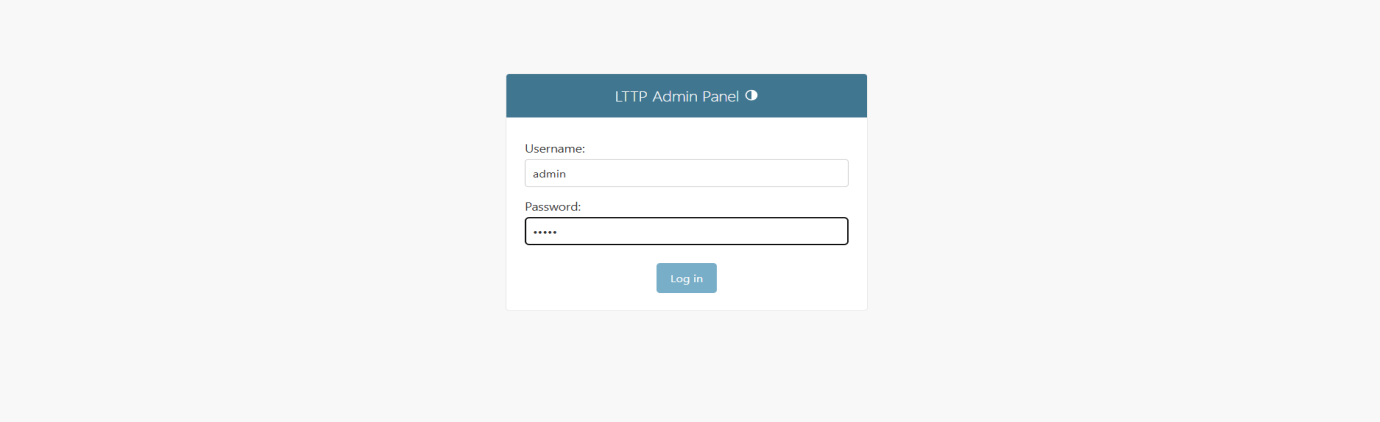 LTTP Admin Panel
Username:
admin
Password:
•••••
Log in